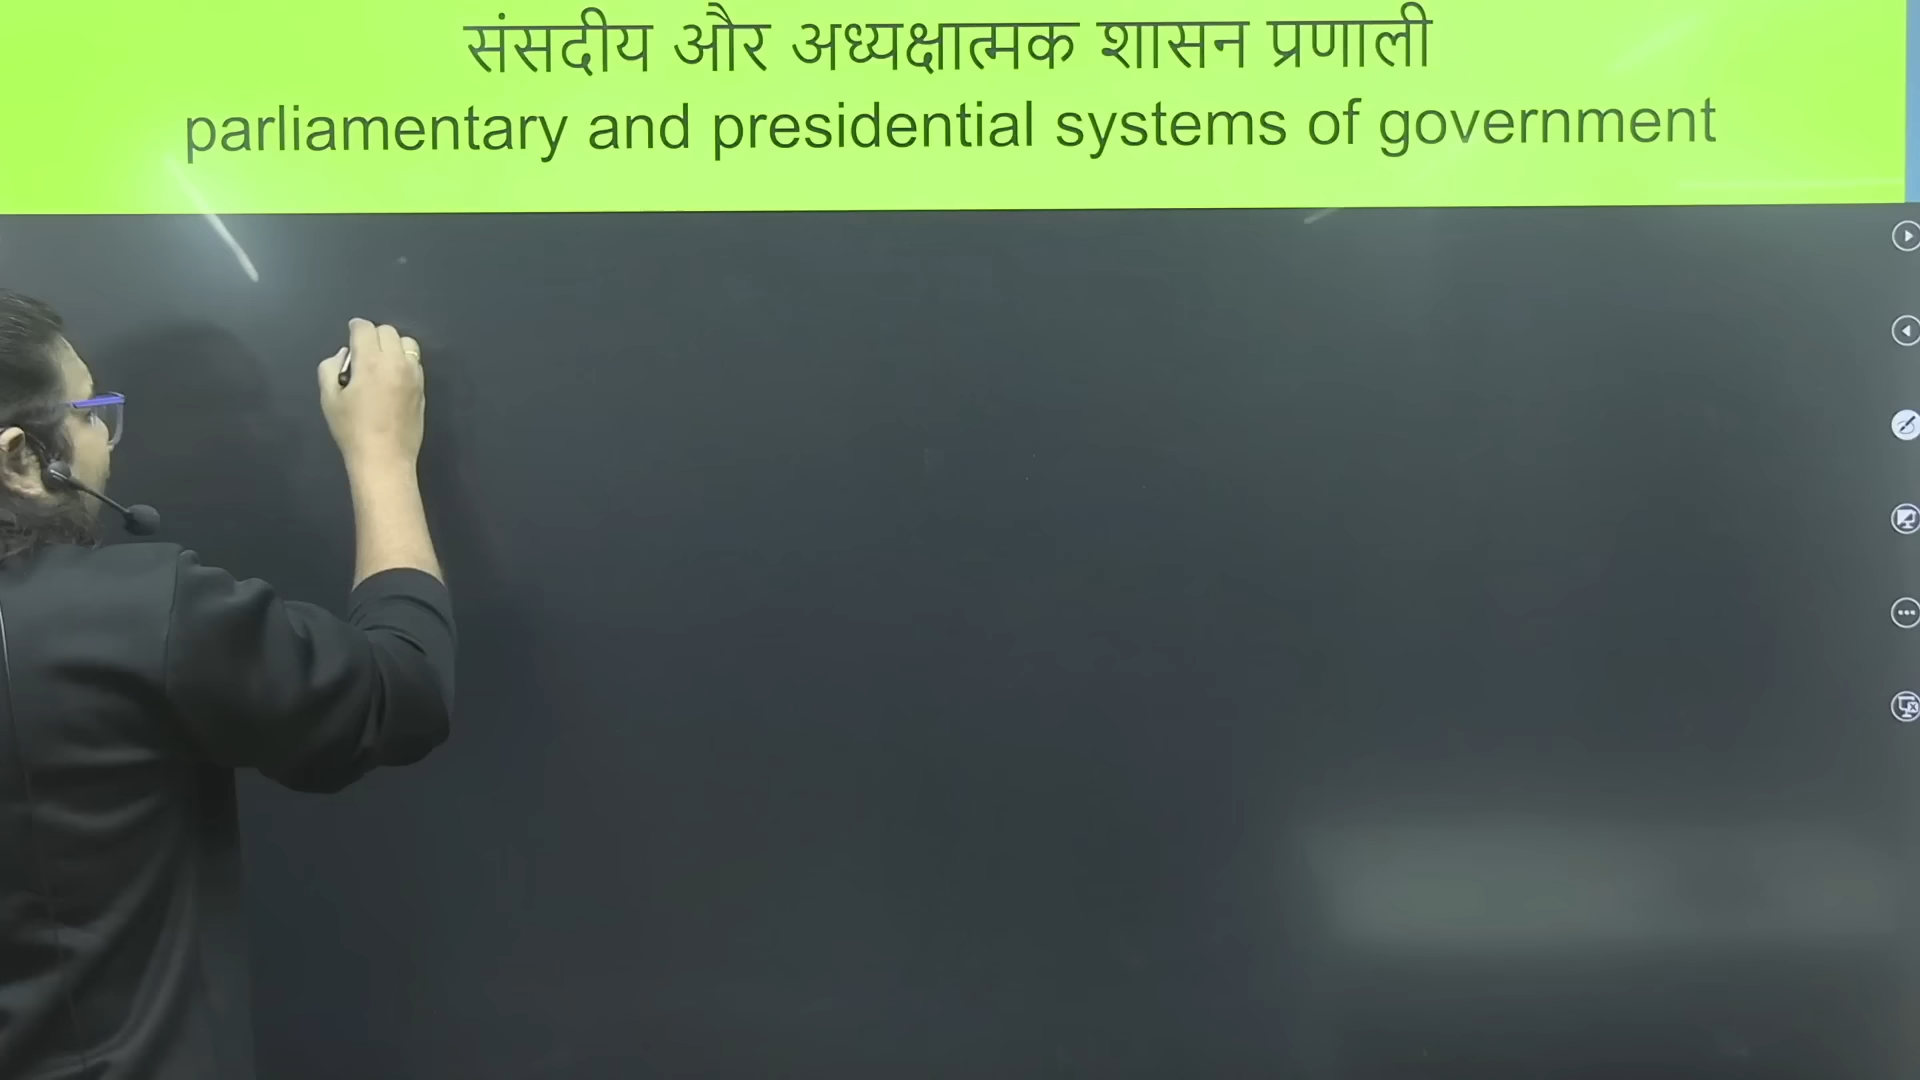 संसदीय और अध्यक्षात्मक शासन प्रणाली
parliamentary and presidential systems of government